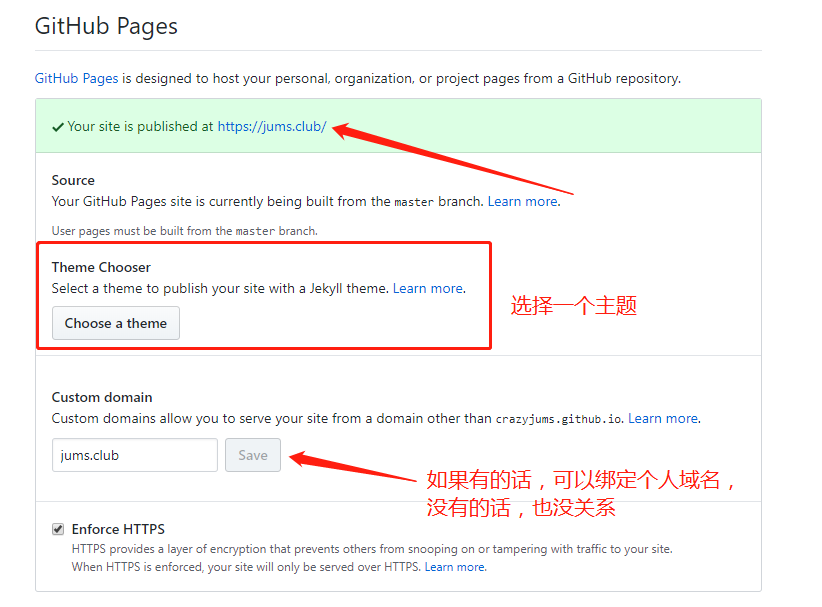 GitHub Pages
GitHub Pages is designed to host your personal, organization, or project pages from a GitHub repository.
Your site is published at https://jums.club/
Source
Your GitHub Pages site is currently being built from the master branch. Learn more.
User pages must be built from the master branch.
Theme Chooser
Select a theme to publish your site with a Jekyll theme. Learn more.
Choose a theme
选择一个主题
Custom domain
Custom domains allow you to serve your site from a domain other than crazyjums.github.io. Learn more.
jums.club Save
如果有的话，可以绑定个人域名，
没有的话，也没关系
Enforce HTTPS
HTTPS provides a layer of encryption that prevents others from snooping on or tampering with traffic to your site.
When HTTPS is enforced, your site will only be served over HTTPS. Learn more.